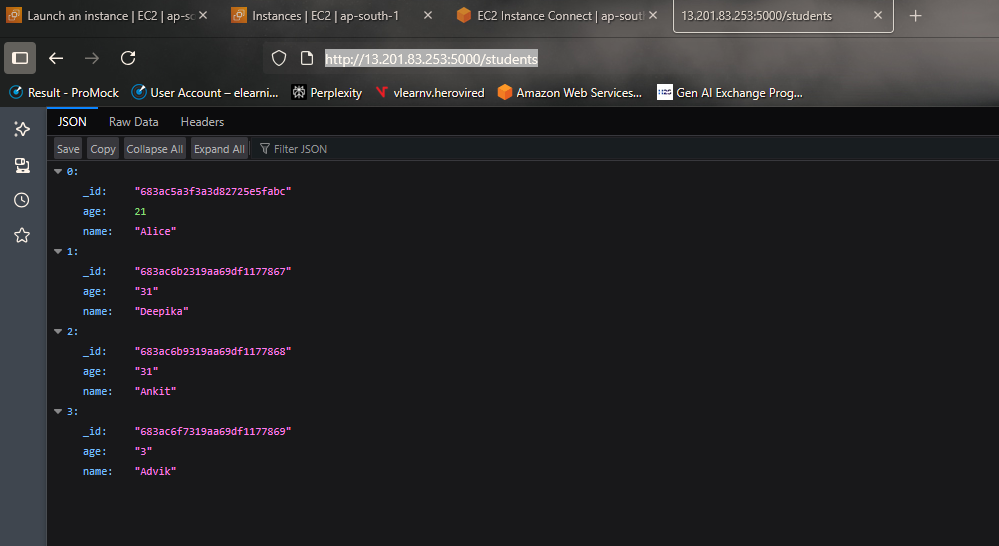 Launch an instance | EC2 | ap-so
Instances | EC2 | ap-south-1
EC2 Instance Connect | ap-sout
13.201.83.253:5000/students
http://13.201.83.253:5000/students
Result - ProMock
User Account – elearni...
Perplexity
vlearnv.herovired
Amazon Web Services...
Gen AI Exchange Prog...
JSON Raw Data Headers
Save Copy Collapse All Expand All Filter JSON
0:
_id: "683ac5a3f3a3d82725e5fabc"
age: 21
name: "Alice"
1:
_id: "683ac6b2319aa69df1177867"
age: "31"
name: "Deepika"
2:
_id: "683ac6b9319aa69df1177868"
age: "31"
name: "Ankit"
3:
_id: "683ac6f7319aa69df1177869"
age: "3"
name: "Advik"